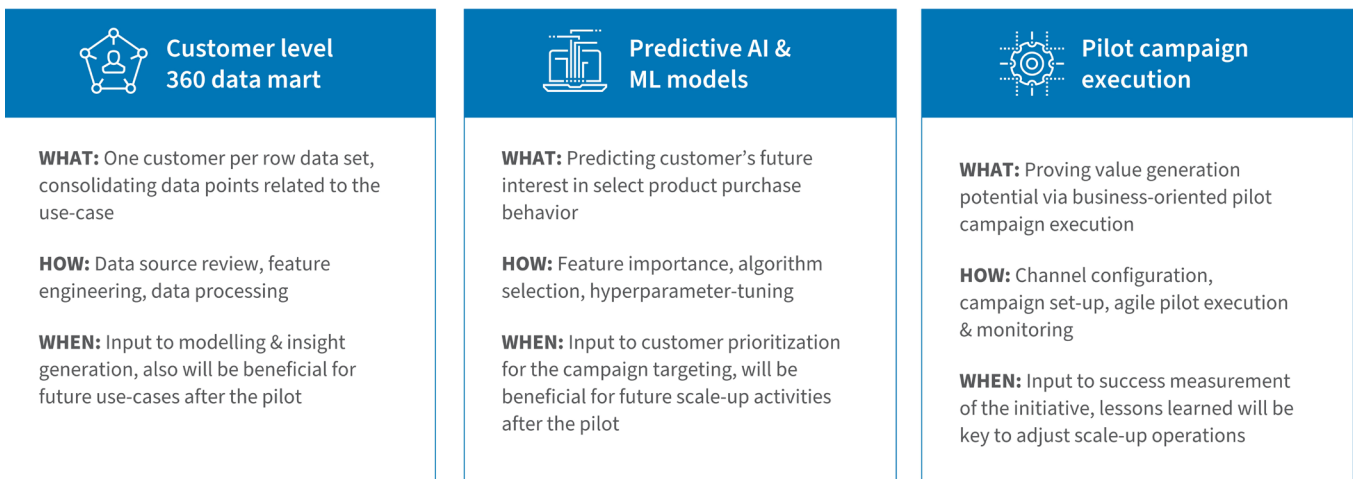 Customer level
360 data mart
WHAT: One customer per row data set,
consolidating data points related to the
use-case
HOW: Data source review, feature
engineering, data processing
WHEN: Input to modelling & insight
generation, also will be beneficial for
future use-cases after the pilot
Predictive AI &
ML models
WHAT: Predicting customer’s future
interest in select product purchase
behavior
HOW: Feature importance, algorithm
selection, hyperparameter-tuning
WHEN: Input to customer prioritization
for the campaign targeting, will be
beneficial for future scale-up activities
after the pilot
Pilot campaign
execution
WHAT: Proving value generation
potential via business-oriented pilot
campaign execution
HOW: Channel configuration,
campaign set-up, agile pilot execution
& monitoring
WHEN: Input to success measurement
of the initiative, lessons learned will be
key to adjust scale-up operations